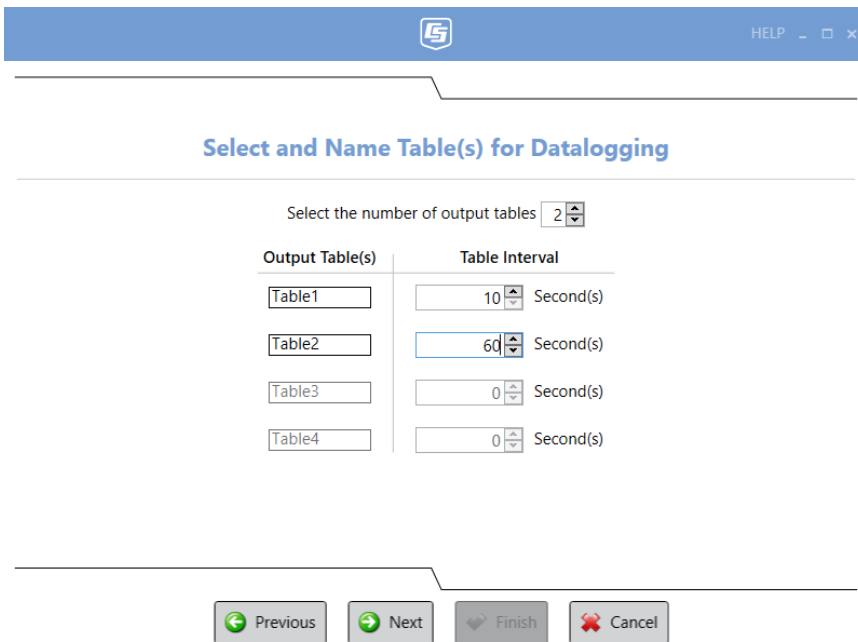 HELP
Select and Name Table(s) for Datalogging
Select the number of output tables 2
Output Table(s) Table Interval
Table1 10 Second(s)
Table2 60 Second(s)
Table3 0 Second(s)
Table4 0 Second(s)
Previous Next Finish Cancel